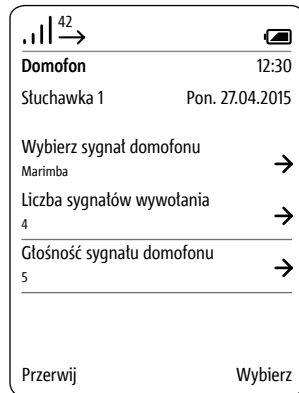 42
Domofon 12:30
Słuchawka 1 Pon. 27.04.2015
Wybierz sygnał domofonu
Marimba
Liczba sygnałów wywołania
4
Głośność sygnału domofonu
5
Przerwij Wybierz